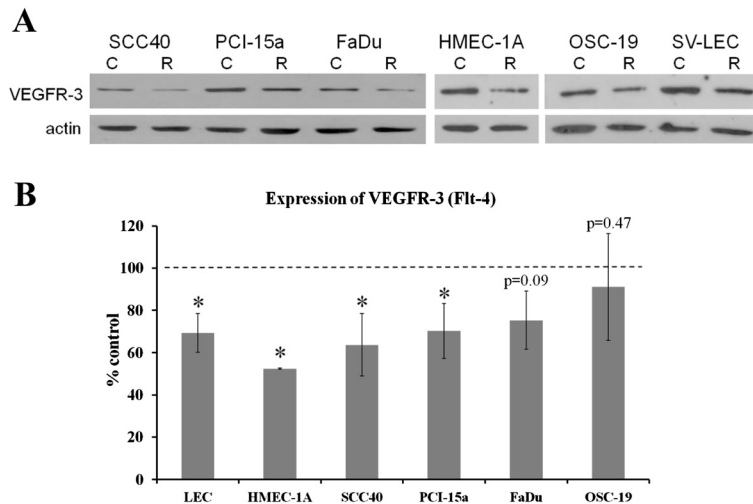 A
SCC40 PCI-15a FaDu HMEC-1A OSC-19 SV-LEC
C R C R C R C R C R C R
VEGFR-3
actin
B
Expression of VEGFR-3 (Flt-4)
% control
120
100
80
60
40
20
0
* * * * p=0.09 p=0.47
LEC HMEC-1A SCC40 PCI-15a FaDu OSC-19